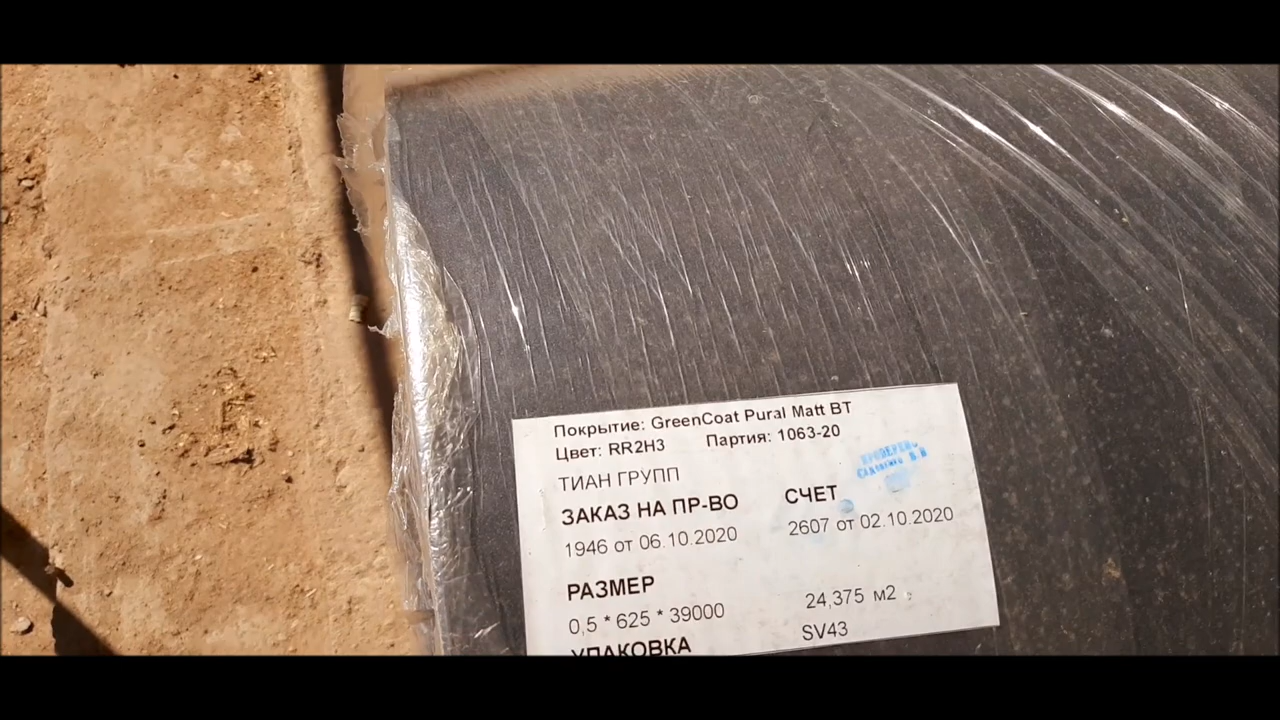 Покрытие: GreenCoat Pural Matt BT
Цвет: RR2H3 Партия: 1063-20
ТИАН ГРУПП
ЗАКАЗ НА ПР-ВО СЧЕТ
1946 от 06.10.2020 2607 от 02.10.2020
РАЗМЕР
0,5 * 625 * 39000 24,375 м2
УПАКОВКА SV43